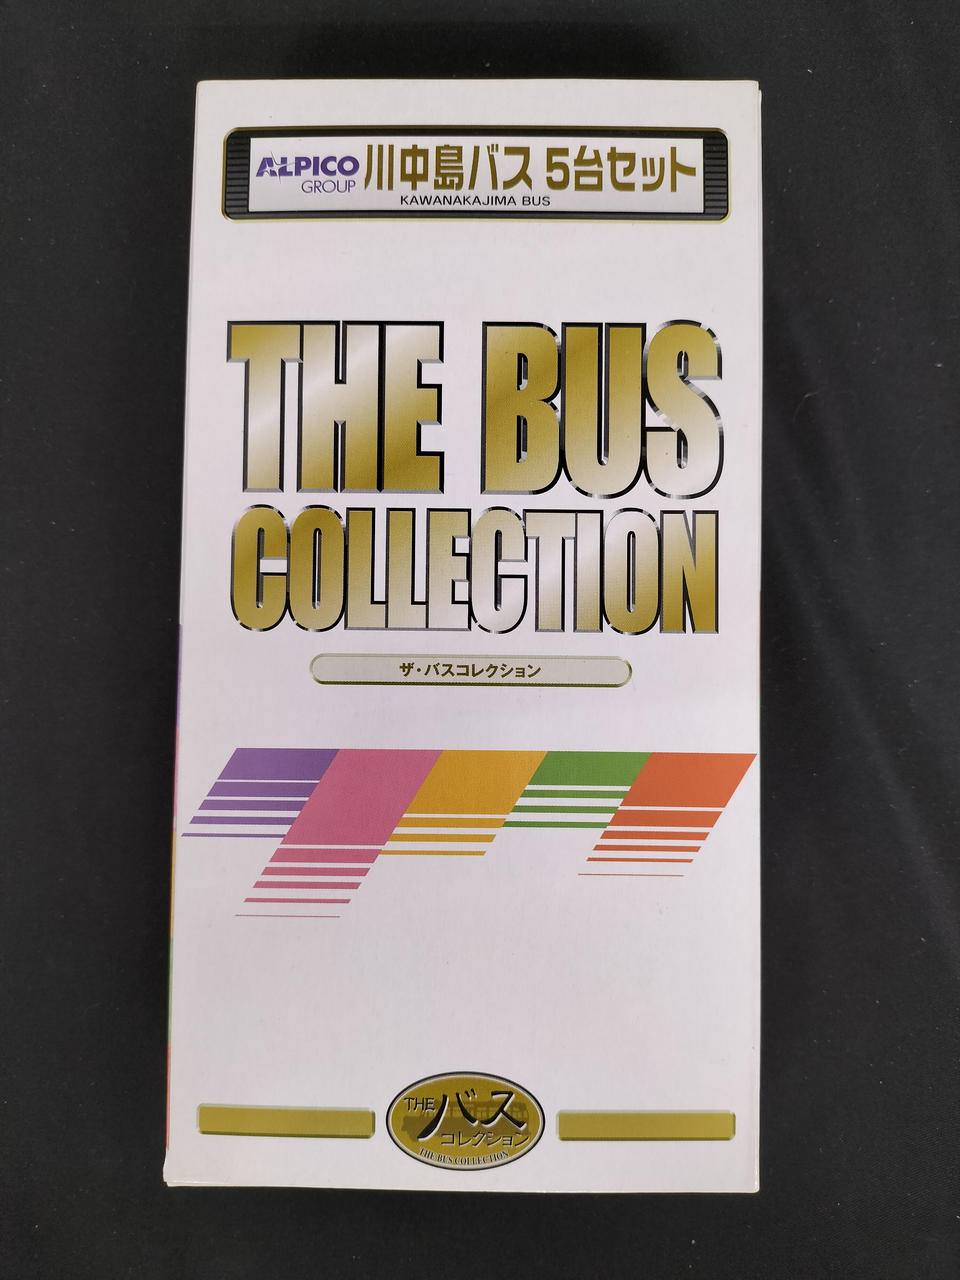 ALPICO
GROUP
川中島バス 5台セット
KAWANAKAJIMA BUS
THE BUS
COLLECTION
ザ・バスコレクション
THE バス
コレクション
THE BUS COLLECTION